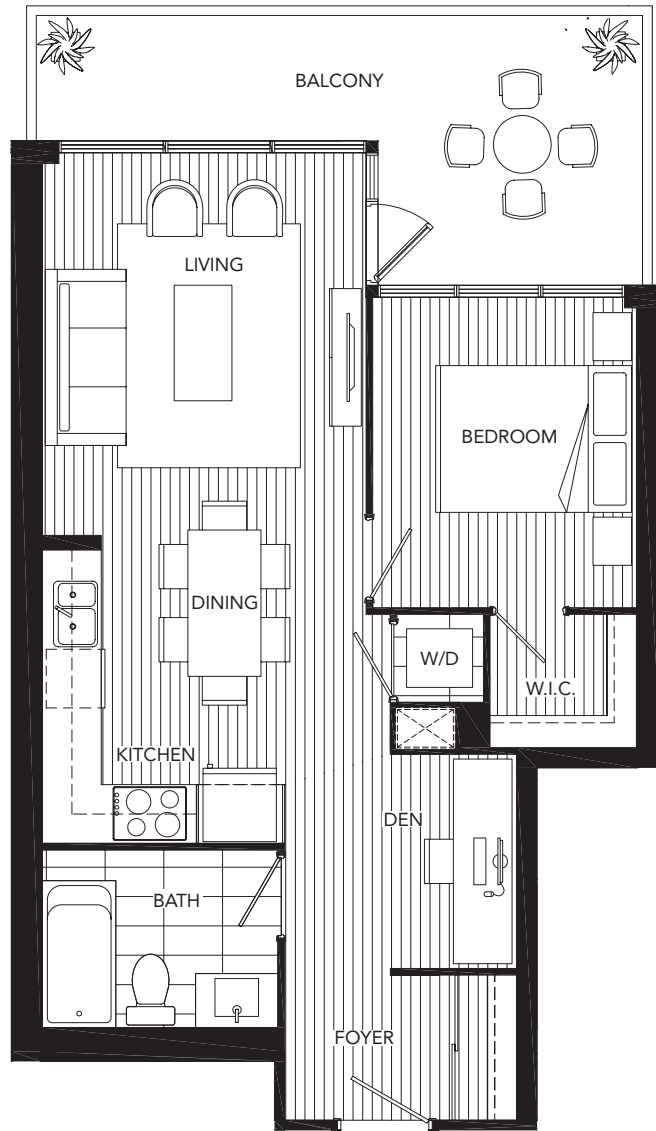 BALCONY
LIVING
BEDROOM
DINING
W/D
W.I.C.
KITCHEN
DEN
BATH
FOYER